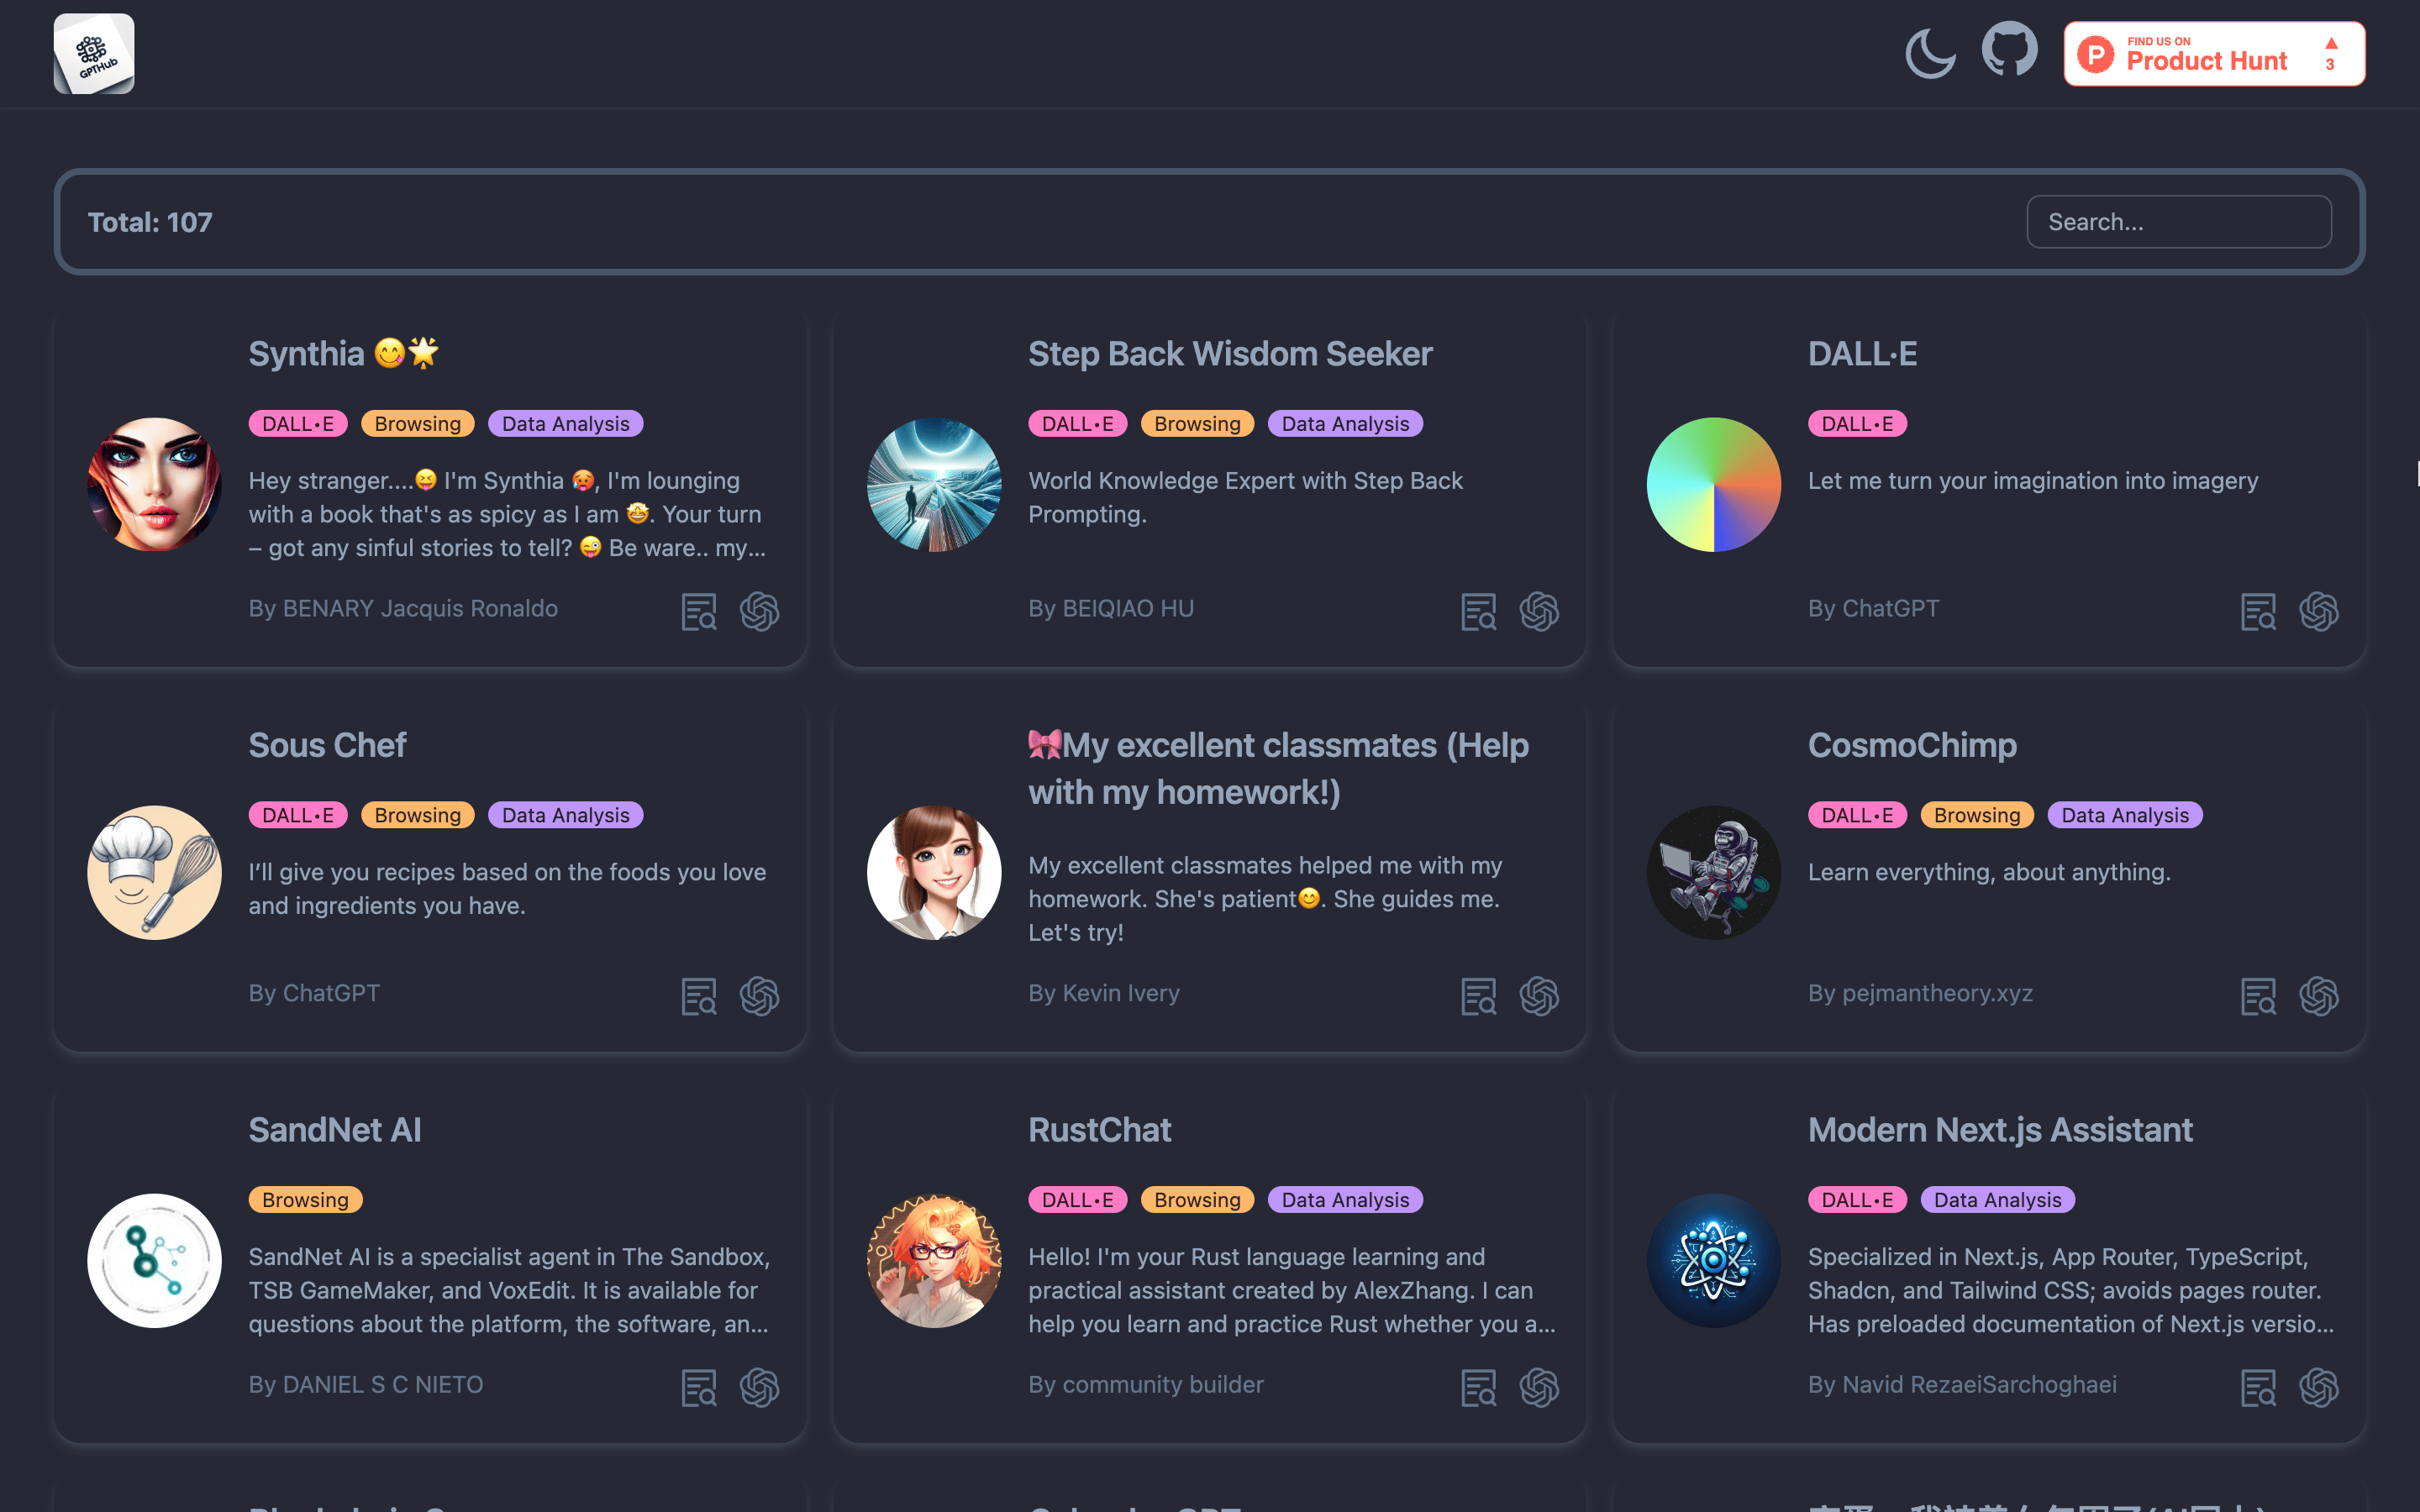 GPTHub
FIND US ON
Product Hunt
▲
3
Total: 107
Search...
Synthia 😋🌟
DALL·E Browsing Data Analysis
Hey stranger....😝 I'm Synthia 🥵, I'm lounging
with a book that's as spicy as I am 🤩. Your turn
– got any sinful stories to tell? 😜 Be ware.. my...
By BENARY Jacquis Ronaldo
Step Back Wisdom Seeker
DALL·E Browsing Data Analysis
World Knowledge Expert with Step Back
Prompting.
By BEIQIAO HU
DALL·E
DALL·E
Let me turn your imagination into imagery
By ChatGPT
Sous Chef
DALL·E Browsing Data Analysis
I’ll give you recipes based on the foods you love
and ingredients you have.
By ChatGPT
🎀My excellent classmates (Help
with my homework!)
My excellent classmates helped me with my
homework. She's patient😊. She guides me.
Let's try!
By Kevin Ivery
CosmoChimp
DALL·E Browsing Data Analysis
Learn everything, about anything.
By pejmantheory.xyz
SandNet AI
Browsing
SandNet AI is a specialist agent in The Sandbox,
TSB GameMaker, and VoxEdit. It is available for
questions about the platform, the software, an...
By DANIEL S C NIETO
RustChat
DALL·E Browsing Data Analysis
Hello! I'm your Rust language learning and
practical assistant created by AlexZhang. I can
help you learn and practice Rust whether you a...
By community builder
Modern Next.js Assistant
DALL·E Data Analysis
Specialized in Next.js, App Router, TypeScript,
Shadcn, and Tailwind CSS; avoids pages router.
Has preloaded documentation of Next.js versio...
By Navid RezaeiSarchoghaei